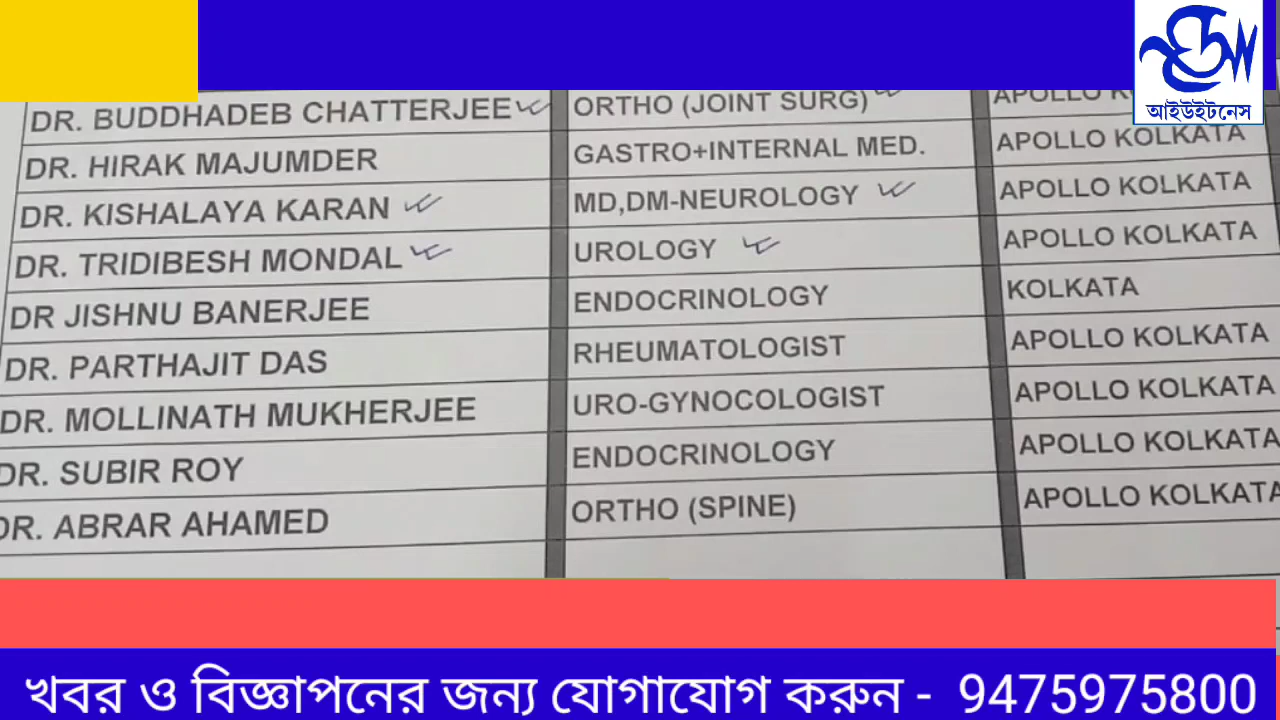 আইউইটনেস
DR. BUDDHADEB CHATTERJEE ORTHO (JOINT SURG) APOLLO
DR. HIRAK MAJUMDER GASTRO+INTERNAL MED. APOLLO KOLKATA
DR. KISHALAYA KARAN MD,DM-NEUROLOGY APOLLO KOLKATA
DR. TRIDIBESH MONDAL UROLOGY APOLLO KOLKATA
DR JISHNU BANERJEE ENDOCRINOLOGY KOLKATA
DR. PARTHAJIT DAS RHEUMATOLOGIST APOLLO KOLKATA
DR. MOLLINATH MUKHERJEE URO-GYNOCOLOGIST APOLLO KOLKATA
DR. SUBIR ROY ENDOCRINOLOGY APOLLO KOLKATA
DR. ABRAR AHAMED ORTHO (SPINE) APOLLO KOLKATA
খবর ও বিজ্ঞাপনের জন্য যোগাযোগ করুন - 9475975800